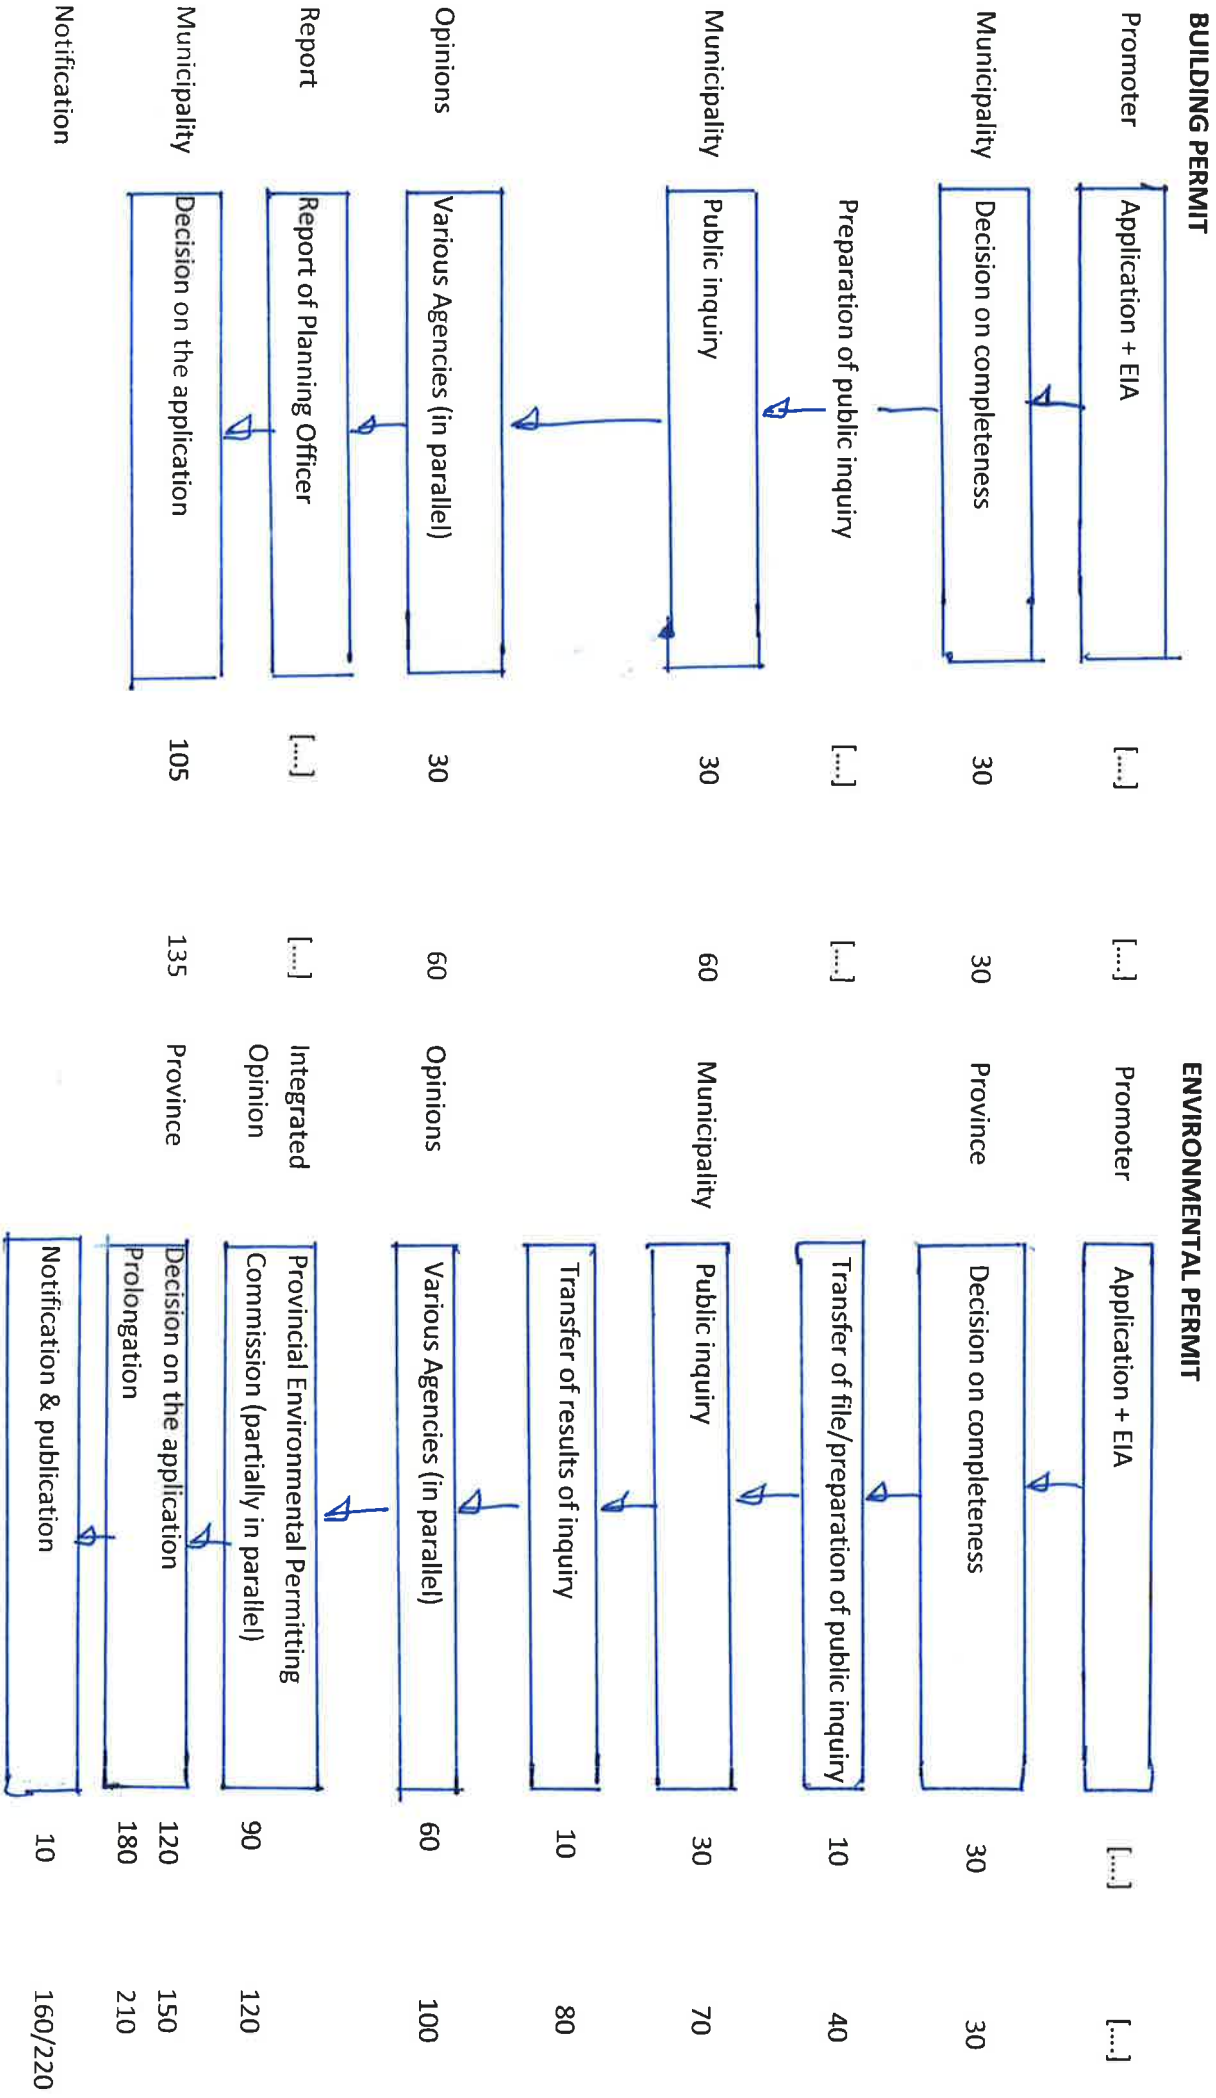 BUILDING PERMIT
Promoter
Application + EIA
[....]
[....]
Municipality
Decision on completeness
30
30
Preparation of public inquiry
[....]
[....]
Municipality
Public inquiry
30
60
Opinions
Various Agencies (in parallel)
30
60
Report
Report of Planning Officer
[....]
[....]
Municipality
Decision on the application
105
135
Notification
ENVIRONMENTAL PERMIT
Promoter
Application + EIA
[....]
[....]
Province
Decision on completeness
30
30
Transfer of file/preparation of public inquiry
10
40
Municipality
Public inquiry
30
70
Transfer of results of inquiry
10
80
Opinions
Various Agencies (in parallel)
60
100
Integrated
Opinion
Provincial Environmental Permitting
Commission (partially in parallel)
90
120
Province
Decision on the application
120
150
Prolongation
180
210
Notification & publication
10
160/220